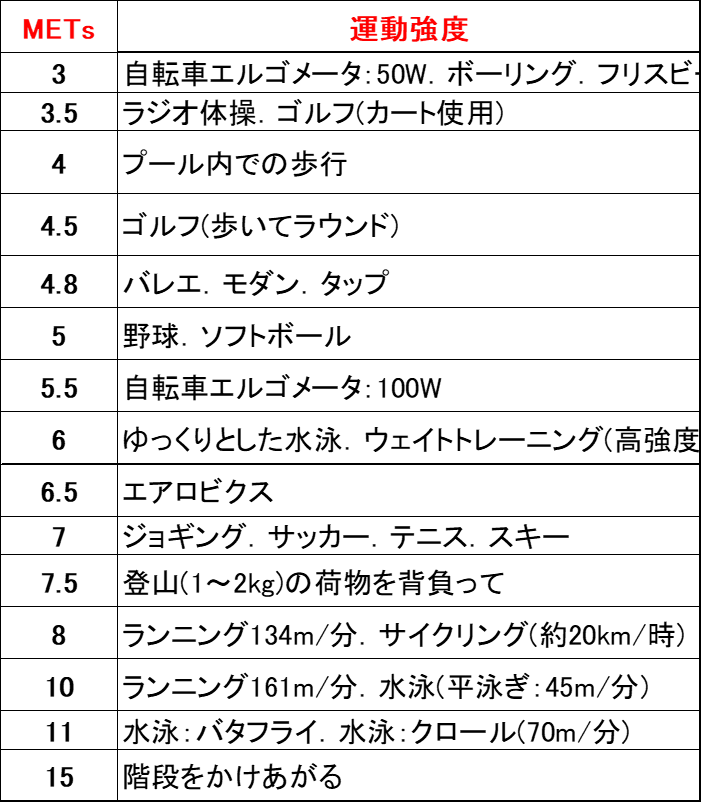 METs 運動強度
3 自転車エルゴメータ:50W．ボーリング．フリスビ
3.5 ラジオ体操．ゴルフ(カート使用)
4 プール内での歩行
4.5 ゴルフ(歩いてラウンド)
4.8 バレエ．モダン．タップ
5 野球．ソフトボール
5.5 自転車エルゴメータ:100W
6 ゆっくりとした水泳．ウェイトトレーニング(高強度
6.5 エアロビクス
7 ジョギング．サッカー．テニス．スキー
7.5 登山(1～2kg)の荷物を背負って
8 ランニング134m/分．サイクリング(約20km/時)
10 ランニング161m/分．水泳(平泳ぎ:45m/分)
11 水泳:バタフライ．水泳:クロール(70m/分)
15 階段をかけあがる